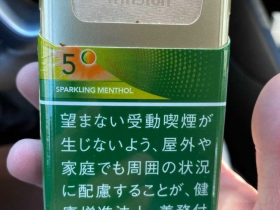 Winston
5
SPARKLING MENTHOL
望まない受動喫煙が
生じないよう、屋外や
家庭でも周囲の状況
に配慮することが、健